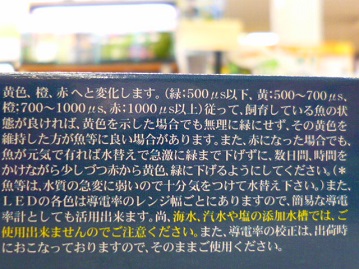 黄色、橙、赤へと変化します。（緑:500μs以下、黄:500～700μs、
橙:700～1000μs、赤:1000μs以上）従って、飼育している魚の状
態が良ければ、黄色を示した場合でも無理に緑にせず、その黄色を
維持した方が魚等に良い場合があります。また、赤になった場合でも、
魚が元気で有れば水替えで急激に緑まで下げずに、数日間、時間を
かけながら少しづつ赤から黄色、緑に下げるようにしてください。（＊
魚等は、水質の急変に弱いので十分気をつけて水替え下さい。）また、
LEDの各色は導電率のレンジ幅ごとにありますので、簡易な導電
率計としても活用出来ます。尚、海水、汽水や塩の添加水槽では、ご
使用出来ませんのでご注意ください。また、導電率の校正は、出荷時
におこなっておりますので、そのままご使用ください。